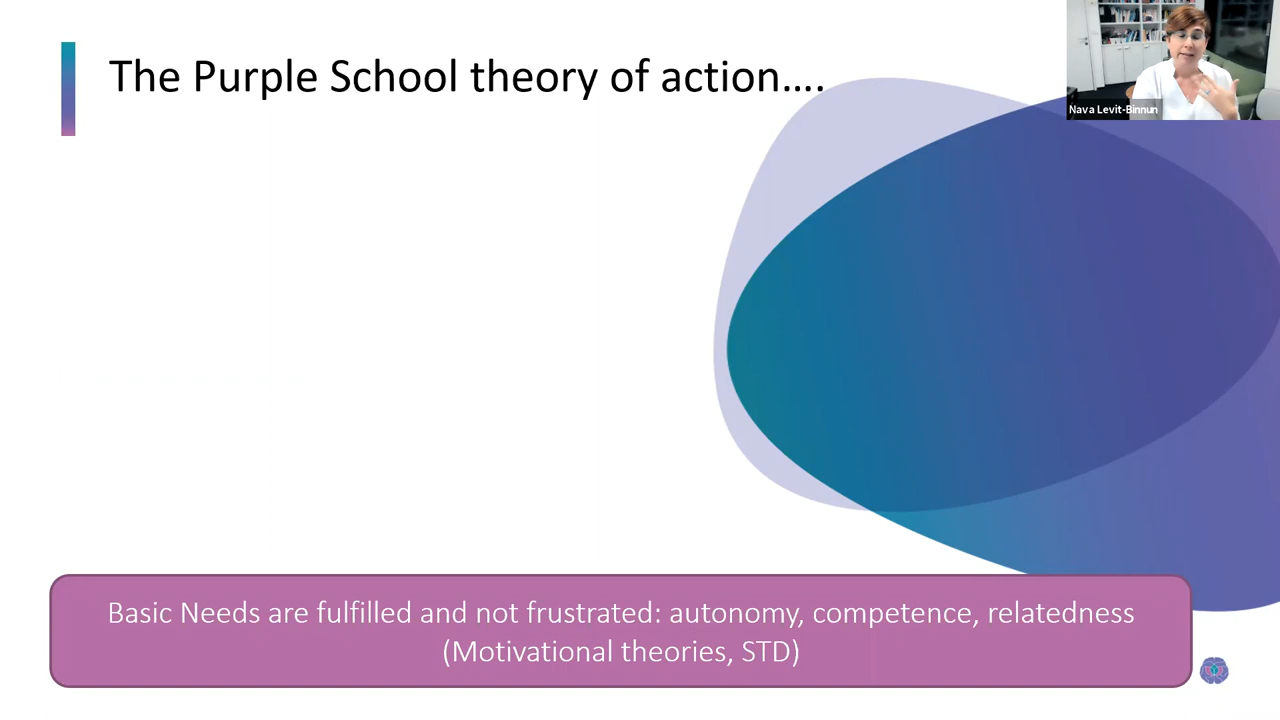 The Purple School theory of action....
Nava Levit-Binnun
Basic Needs are fulfilled and not frustrated: autonomy, competence, relatedness
(Motivational theories, STD)